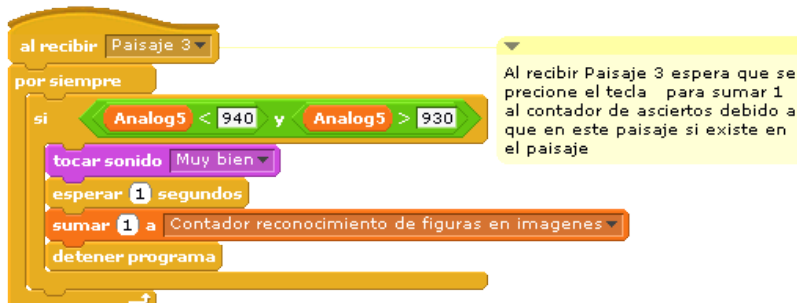 al recibir Paisaje 3
por siempre
si Analog5 < 940 y Analog5 > 930
tocar sonido Muy bien
esperar 1 segundos
sumar 1 a Contador reconocimiento de figuras en imagenes
detener programa
Al recibir Paisaje 3 espera que se
precione el tecla para sumar 1
al contador de asciertos debido a
que en este paisaje si existe en
el paisaje